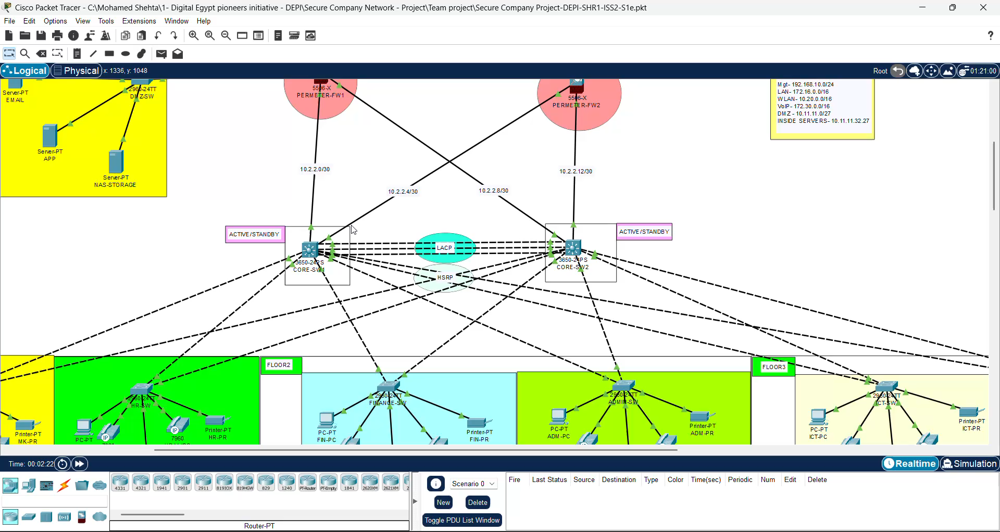 Cisco Packet Tracer - C:\Mohamed Shehta\1- Digital Egypt pioneers initiative - DEPI\Secure Company Network - Project\Team project\Secure Company Project-DEPI-SHR1-ISS2-S1e.pkt
File Edit Options View Tools Extensions Window Help
?
Logical Physical x: 1336, y: 1048
Root 01:21:00
Server-PT
EMAIL
2960-24TT
DMZ-SW
Server-PT
APP
Server-PT
NAS-STORAGE
5506-X
PERMETER-FW1
5506-X
PERMETER-FW2
Mgt- 192.168.10.0/24
LAN- 172.16.0.0/16
WLAN- 10.20.0.0/16
VoIP- 172.30.0.0/16
DMZ - 10.11.11.0/27
INSIDE SERVERS- 10.11.11.32.27
10.2.2.0/30
10.2.2.12/30
10.2.2.4/30
10.2.2.8/30
ACTIVE/STANDBY
ACTIVE/STANDBY
LACP
HSRP
3650-24PS
CORE-SW1
3650-24PS
CORE-SW2
FLOOR2
FLOOR3
2960-24TT
HR-SW
2960-24TT
FINANCE-SW
2960-24TT
ADMIN-SW
2960-24TT
ICT-SW
Printer-PT
MK-PR
PC-PT
IP
IP
7960
Printer-PT
HR-PR
PC-PT
FIN-PC
Printer-PT
FIN-PR
PC-PT
ADM-PC
Printer-PT
ADM-PR
PC-PT
ICT-PC
Printer-PT
ICT-PR
Time: 00:02:22
Realtime Simulation
4331 4321 1941 2901 2911 819IOX 819HGW 829 1240 PT-Router PT-Empty 1841 2620XM 2621XM
Router-PT
Scenario 0
New Delete
Toggle PDU List Window
Fire Last Status Source Destination Type Color Time(sec) Periodic Num Edit Delete